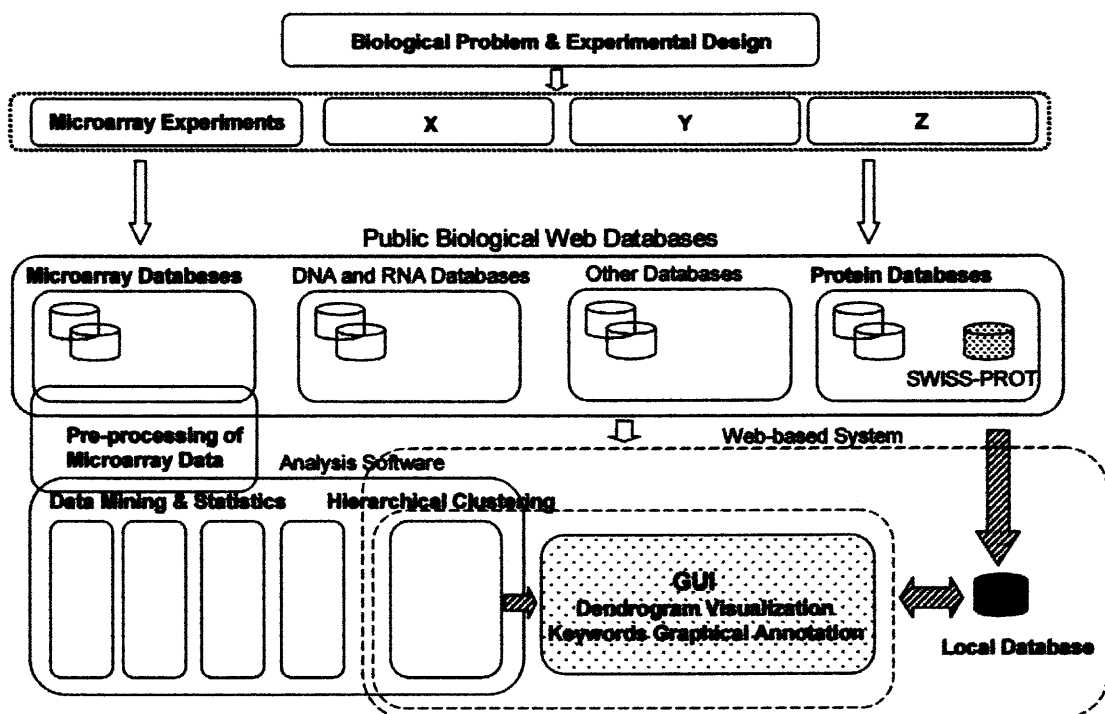 Biological Problem & Experimental Design
Microarray Experiments
X
Y
Z
Public Biological Web Databases
Microarray Databases
DNA and RNA Databases
Other Databases
Protein Databases
SWISS-PROT
Pre-processing of
Microarray Data
Web-based System
Analysis Software
Data Mining & Statistics
Hierarchical Clustering
GUI
Dendrogram Visualization
Keywords Graphical Annotation
Local Database